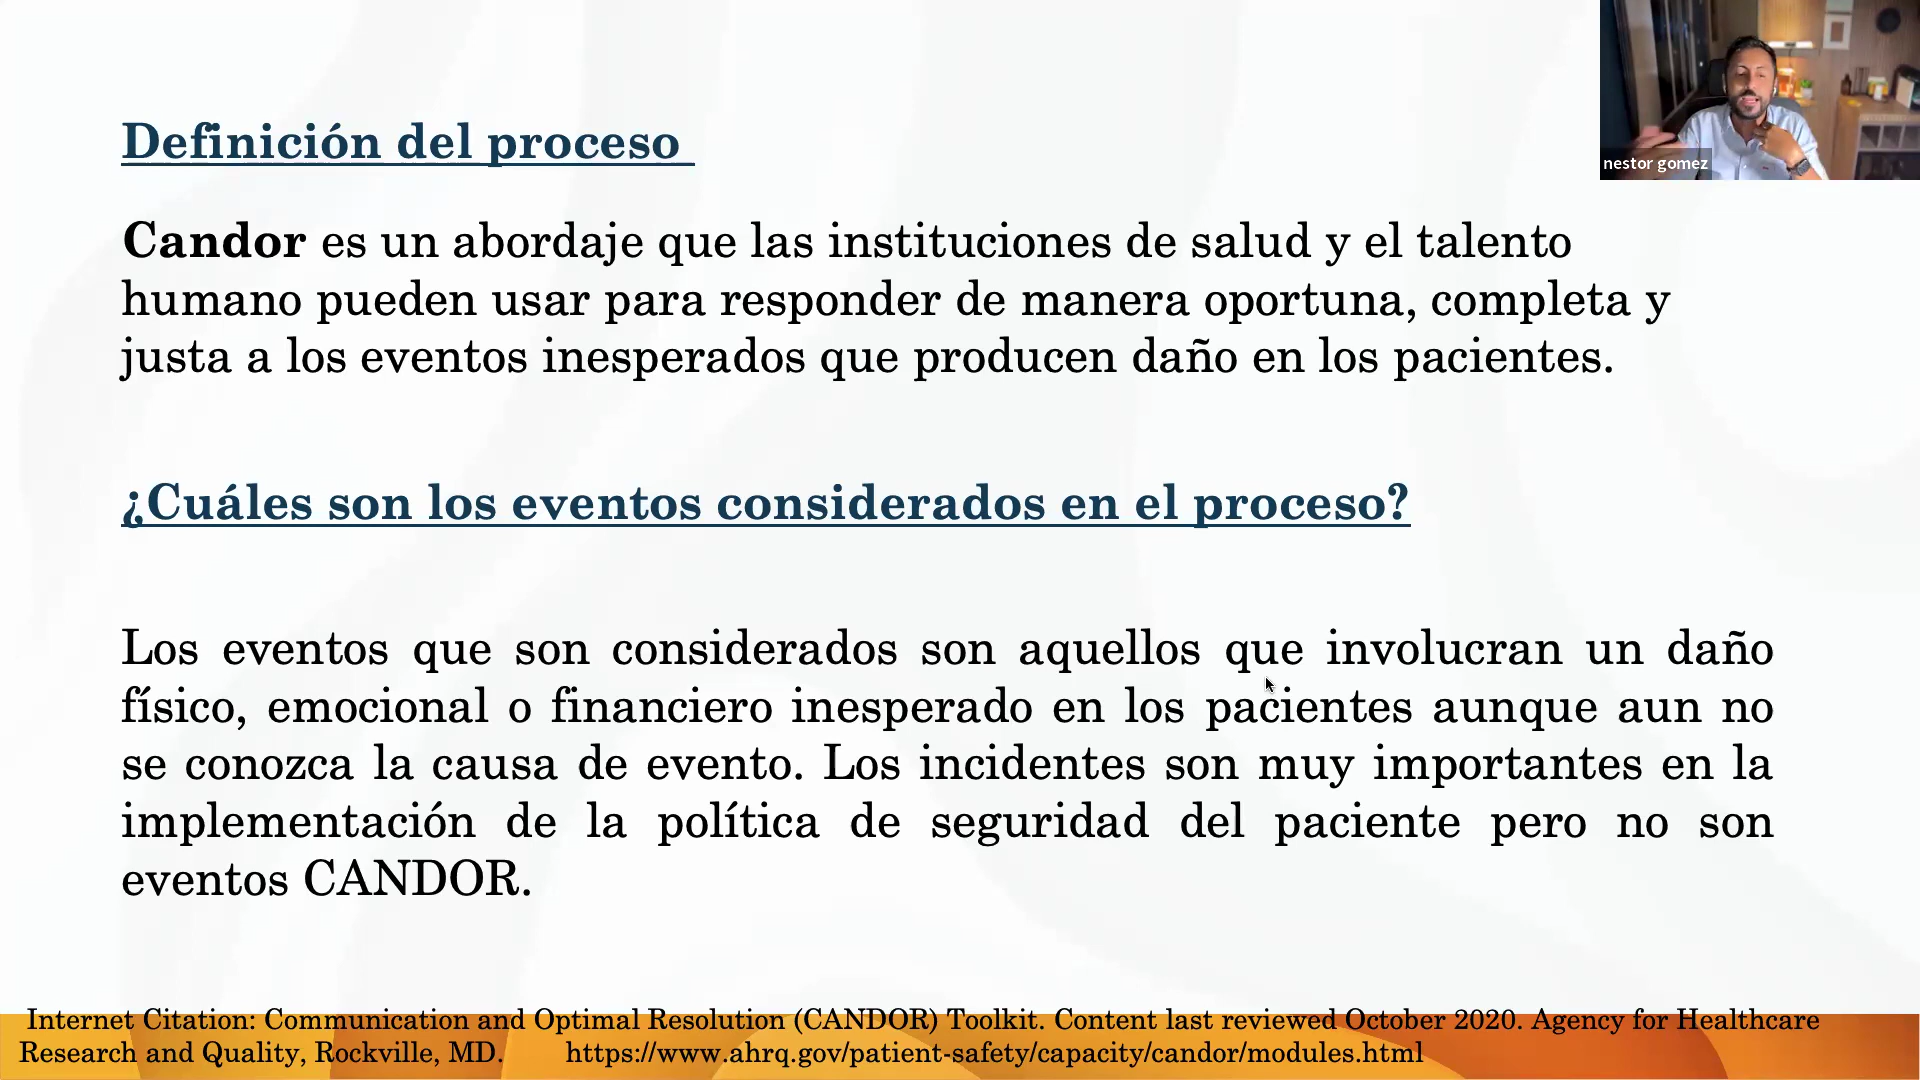 Definición del proceso
nestor gomez
Candor es un abordaje que las instituciones de salud y el talento
humano pueden usar para responder de manera oportuna, completa y
justa a los eventos inesperados que producen daño en los pacientes.
¿Cuáles son los eventos considerados en el proceso?
Los eventos que son considerados son aquellos que involucran un daño
físico, emocional o financiero inesperado en los pacientes aunque aun no
se conozca la causa de evento. Los incidentes son muy importantes en la
implementación de la política de seguridad del paciente pero no son
eventos CANDOR.
Internet Citation: Communication and Optimal Resolution (CANDOR) Toolkit. Content last reviewed October 2020. Agency for Healthcare
Research and Quality, Rockville, MD. https://www.ahrq.gov/patient-safety/capacity/candor/modules.html